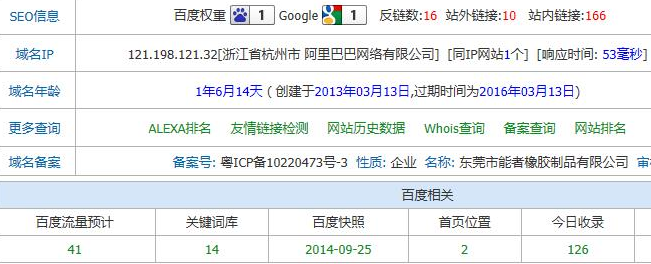 SEO信息 百度权重 1 Google 1 反链数:16 站外链接:10 站内链接:166
域名IP 121.198.121.32[浙江省杭州市 阿里巴巴网络有限公司] [同IP网站1个] [响应时间: 53毫秒]
域名年龄 1年6月14天 ( 创建于2013年03月13日,过期时间为2016年03月13日)
更多查询 ALEXA排名 友情链接检测 网站历史数据 Whois查询 备案查询 网站排名
域名备案 备案号: 粤ICP备10220473号-3 性质: 企业 名称: 东莞市能者橡胶制品有限公司 审
百度相关
百度流量预计 关键词库 百度快照 首页位置 今日收录
41 14 2014-09-25 2 126